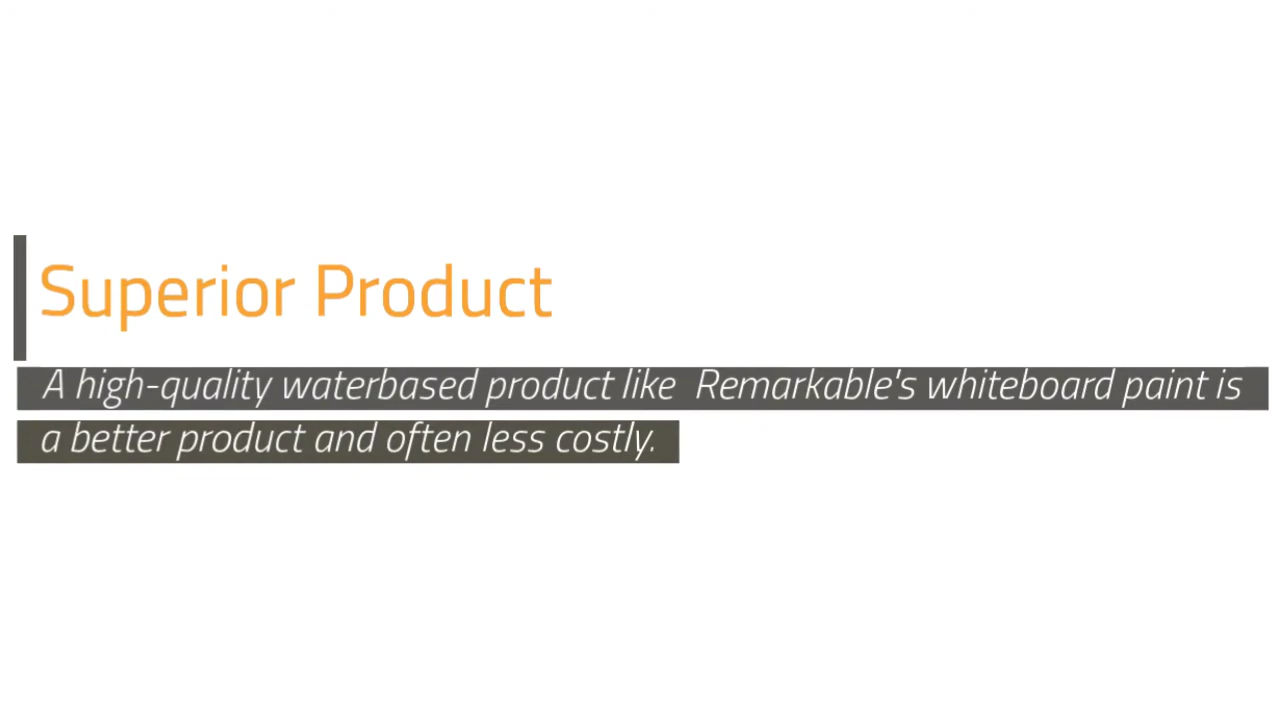 Superior Product
A high-quality waterbased product like  Remarkable's whiteboard paint is
a better product and often less costly.